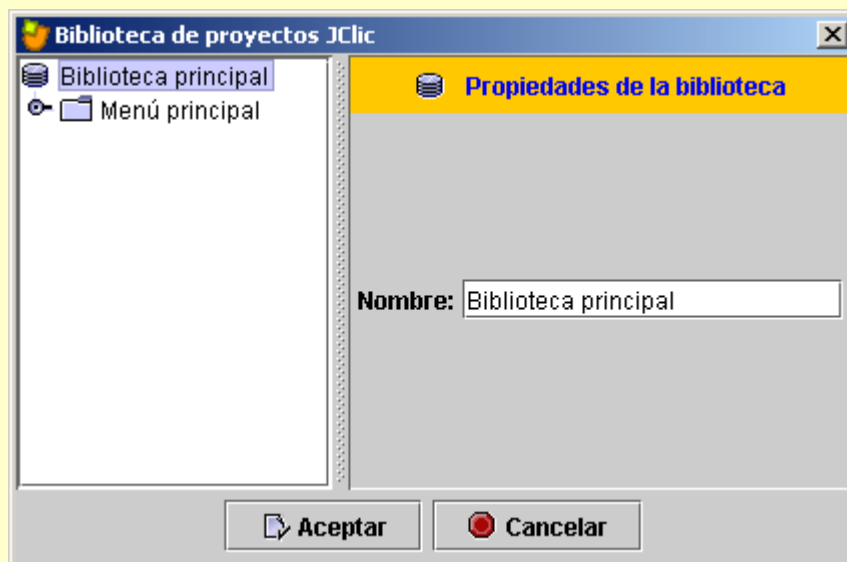 Biblioteca de proyectos JClic
Biblioteca principal
Menú principal
Propiedades de la biblioteca
Nombre: Biblioteca principal
Aceptar
Cancelar